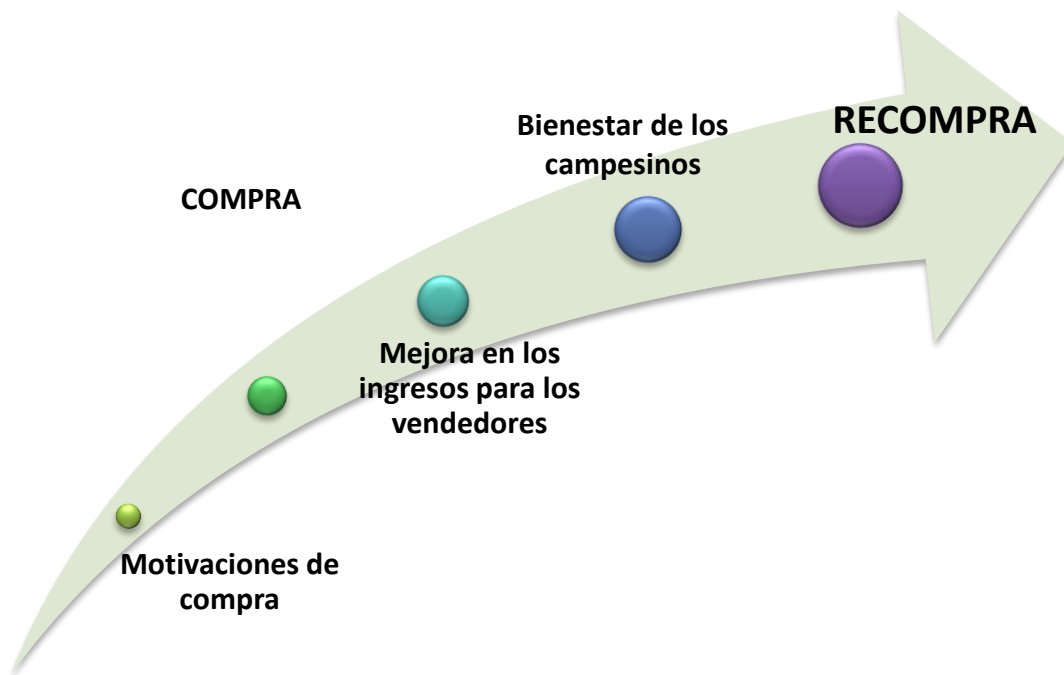 Motivaciones de
compra
COMPRA
Mejora en los
ingresos para los
vendedores
Bienestar de los
campesinos
RECOMPRA